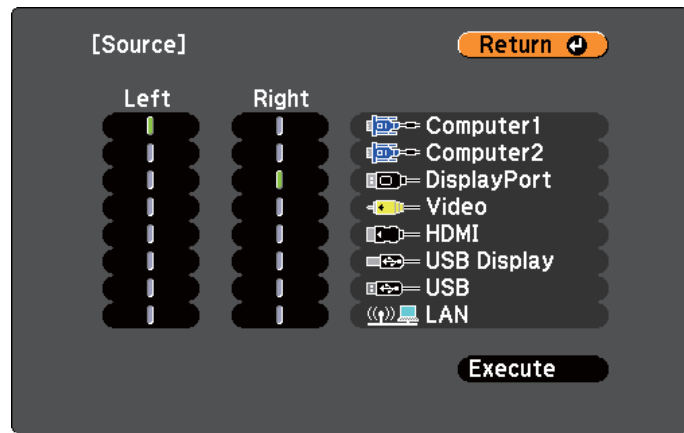 [Source] Return
Left Right
Computer1
Computer2
DisplayPort
Video
HDMI
USB Display
USB
LAN
Execute